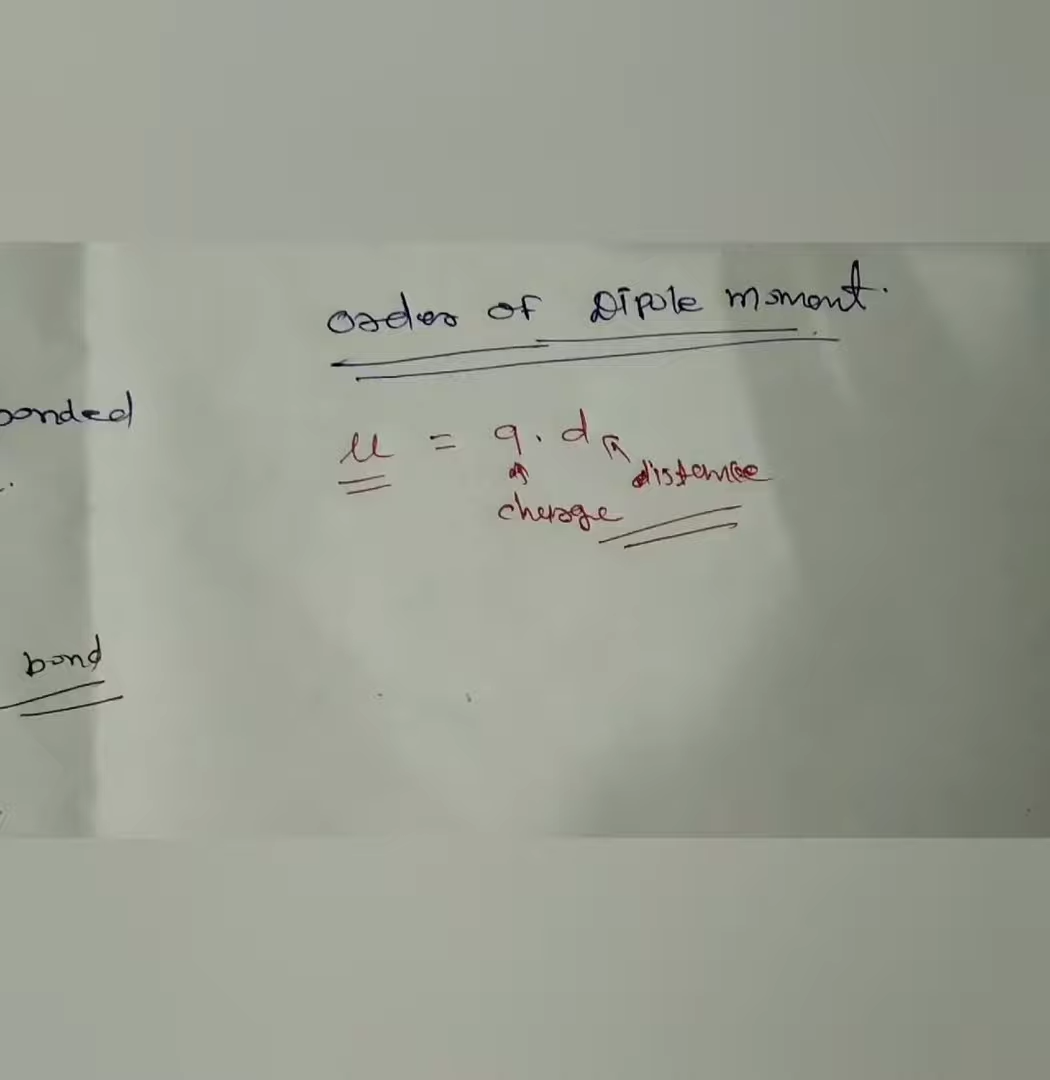 order of Dipole moment.
bonded
μ = q. d
distance
charge
bond